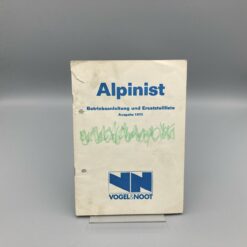 Alpinist
Betriebsanleitung und Ersatzteilliste
VOGEL&NOOT